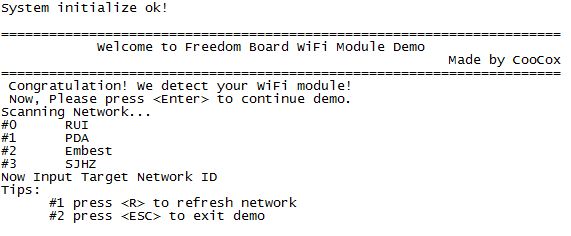 System initialize ok!
======================================================================
Welcome to Freedom Board WiFi Module Demo
Made by CooCox
======================================================================
Congratulation! We detect your WiFi module!
Now, Please press <Enter> to continue demo.
Scanning Network...
#0 RUI
#1 PDA
#2 Embest
#3 SJHZ
Now Input Target Network ID
Tips:
#1 press <R> to refresh network
#2 press <ESC> to exit demo